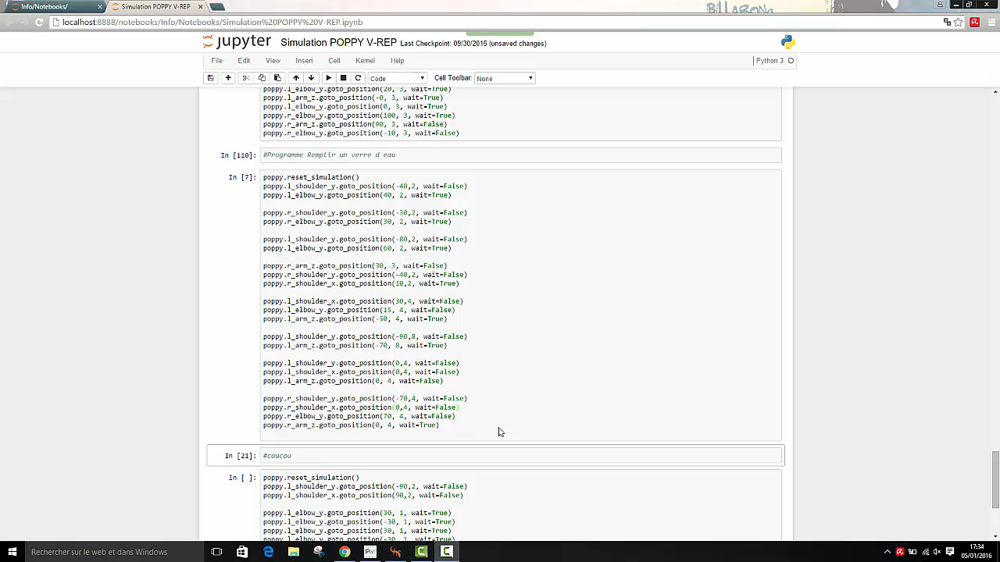 Info/Notebooks/
Simulation POPPY V-REP
BILLABONG
localhost:8888/notebooks/Info/Notebooks/Simulation%20POPPY%20V-REP.ipynb
jupyter Simulation POPPY V-REP Last Checkpoint: 09/30/2015 (unsaved changes)
File Edit View Insert Cell Kernel Help Python 3
Code Cell Toolbar: None
poppy.l_elbow_y.goto_position(20, 3, wait=True)
poppy.l_arm_z.goto_position(-0, 3, wait=True)
poppy.l_elbow_y.goto_position(0, 3, wait=True)
poppy.r_elbow_y.goto_position(100, 3, wait=True)
poppy.r_arm_z.goto_position(90, 3, wait=False)
poppy.r_elbow_y.goto_position(-10, 3, wait=False)
In [110]: #Programme Remplir un verre d eau
In [7]: poppy.reset_simulation()
poppy.l_shoulder_y.goto_position(-40,2, wait=False)
poppy.l_elbow_y.goto_position(40, 2, wait=True)
poppy.r_shoulder_y.goto_position(-30,2, wait=False)
poppy.r_elbow_y.goto_position(30, 2, wait=True)
poppy.l_shoulder_y.goto_position(-80,2, wait=False)
poppy.l_elbow_y.goto_position(60, 2, wait=True)
poppy.r_arm_z.goto_position(30, 3, wait=False)
poppy.r_shoulder_y.goto_position(-40,2, wait=False)
poppy.r_shoulder_x.goto_position(10,2, wait=True)
poppy.l_shoulder_x.goto_position(30,4, wait=False)
poppy.l_elbow_y.goto_position(15, 4, wait=False)
poppy.l_arm_z.goto_position(-50, 4, wait=True)
poppy.l_shoulder_y.goto_position(-90,8, wait=False)
poppy.l_arm_z.goto_position(-70, 8, wait=True)
poppy.l_shoulder_y.goto_position(0,4, wait=False)
poppy.l_shoulder_x.goto_position(0,4, wait=False)
poppy.l_arm_z.goto_position(0, 4, wait=False)
poppy.r_shoulder_y.goto_position(-70,4, wait=False)
poppy.r_shoulder_x.goto_position(0,4, wait=False)
poppy.r_elbow_y.goto_position(70, 4, wait=False)
poppy.r_arm_z.goto_position(0, 4, wait=True)
In [21]: #coucou
In [ ]: poppy.reset_simulation()
poppy.l_shoulder_y.goto_position(-90,2, wait=False)
poppy.l_shoulder_x.goto_position(90,2, wait=False)
poppy.l_elbow_y.goto_position(30, 1, wait=True)
poppy.l_elbow_y.goto_position(-30, 1, wait=True)
poppy.l_elbow_y.goto_position(30, 1, wait=True)
poppy.l_elbow_y.goto_position(-30, 1, wait=True)
Rechercher sur le web et dans Windows
IP[y]:
17:34
05/01/2016